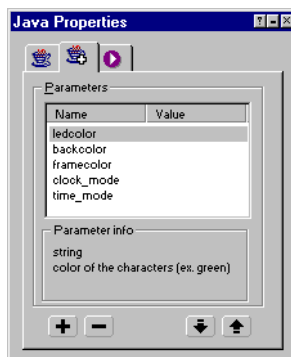 Java Properties
Parameters
Name Value
ledcolor
backcolor
framecolor
clock_mode
time_mode
Parameter info
string
color of the characters (ex. green)